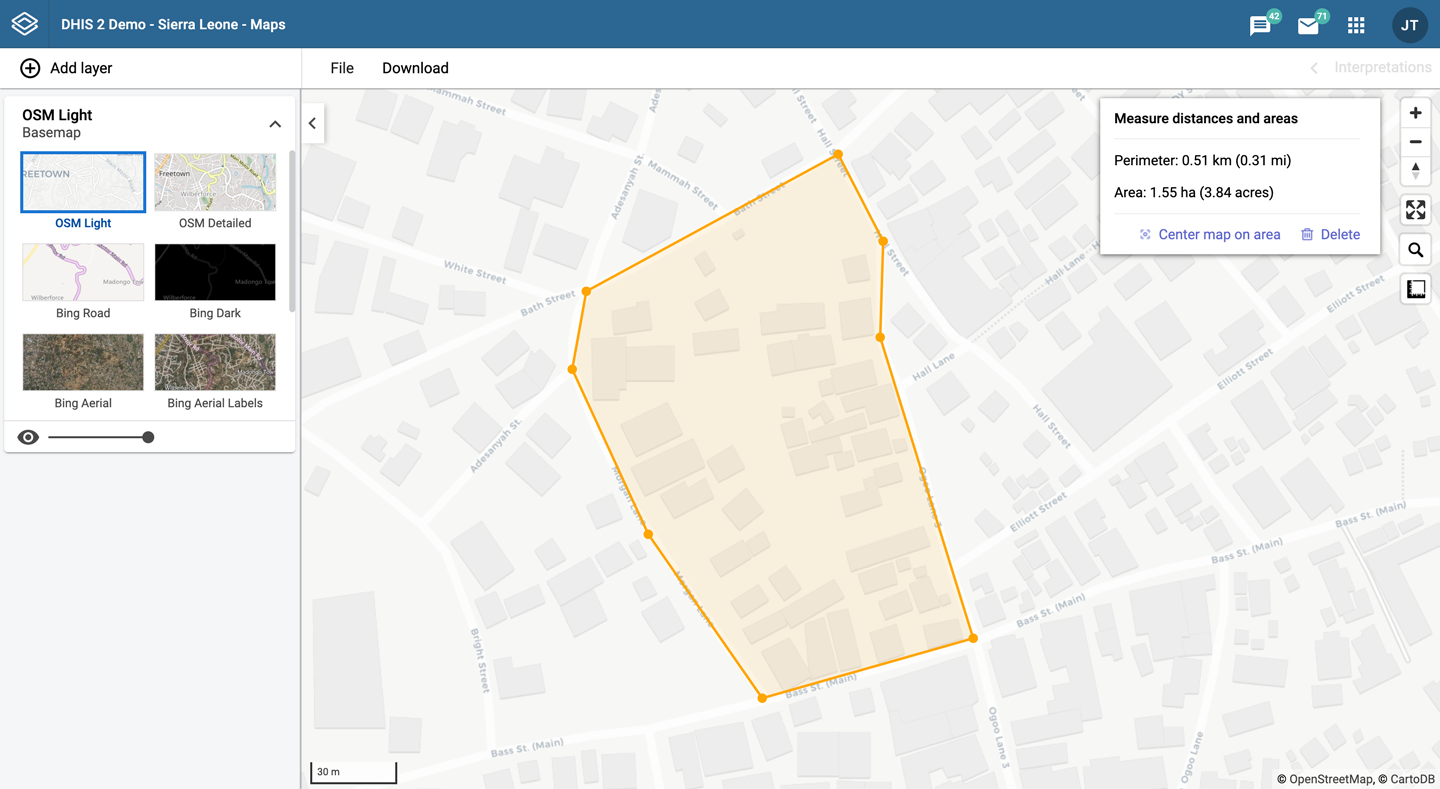 DHIS 2 Demo - Sierra Leone - Maps
42
71
JT
Add layer
File
Download
Interpretations
OSM Light
Basemap
REETOWN
OSM Light
Freetown
Wilberforce
OSM Detailed
Wilberforce
Bing Road
Wilberforce
Bing Dark
Bing Aerial
Bing Aerial Labels
Measure distances and areas
Perimeter: 0.51 km (0.31 mi)
Area: 1.55 ha (3.84 acres)
Center map on area
Delete
Mammah Street
Mammah Street
Adesanyah St.
Hall Street
Bath Street
White Street
Bath Street
Hall Lane
Hall Lane
Elliott Street
Elliott Street
Hall Street
Adesanyah St.
Morgan Lane
Ogoo Lane 3
Elliott Street
Bass St. (Main)
Bass St. (Main)
Morgan Lane
Bass St. (Main)
Bright Street
Bass St. (Main)
Bass St. (Main)
Ogoo Lane 3
Ogoo Lane
30 m
© OpenStreetMap, © CartoDB